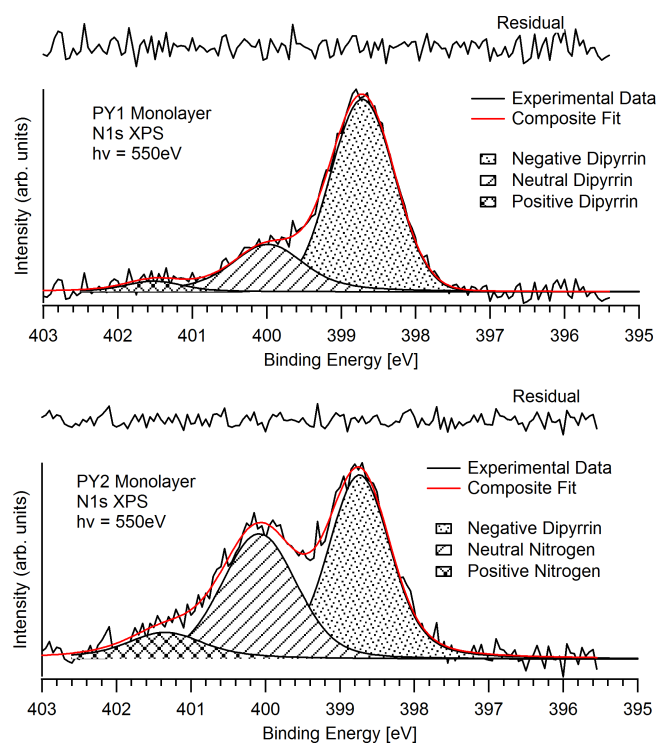 Residual
PY1 Monolayer
N1s XPS
hv = 550eV
Experimental Data
Composite Fit
Negative Dipyrrin
Neutral Dipyrrin
Positive Dipyrrin
Intensity (arb. units)
403 402 401 400 399 398 397 396 395
Binding Energy [eV]
Residual
PY2 Monolayer
N1s XPS
hv = 550eV
Experimental Data
Composite Fit
Negative Dipyrrin
Neutral Nitrogen
Positive Nitrogen
Intensity (arb. units)
403 402 401 400 399 398 397 396 395
Binding Energy [eV]